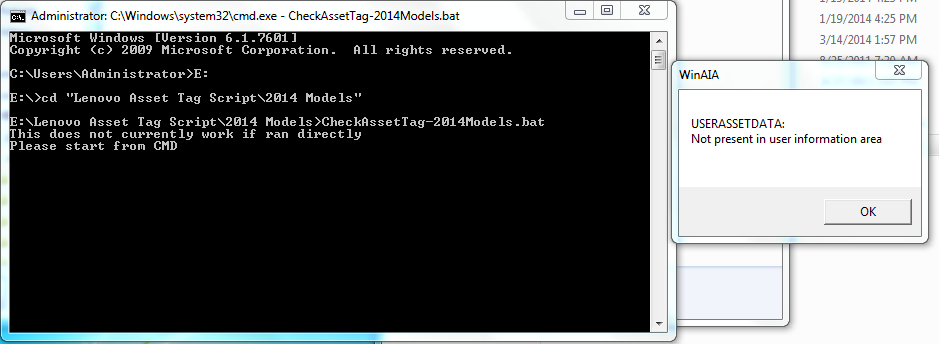 Administrator: C:\Windows\system32\cmd.exe - CheckAssetTag-2014Models.bat
Microsoft Windows [Version 6.1.7601]
Copyright (c) 2009 Microsoft Corporation.  All rights reserved.
C:\Users\Administrator>E:
E:\>cd "Lenovo Asset Tag Script\2014 Models"
E:\Lenovo Asset Tag Script\2014 Models>CheckAssetTag-2014Models.bat
This does not currently work if ran directly
Please start from CMD
1/19/2014 4:25 PM
3/14/2014 1:57 PM
WinAIA
USERASSETDATA:
Not present in user information area
OK